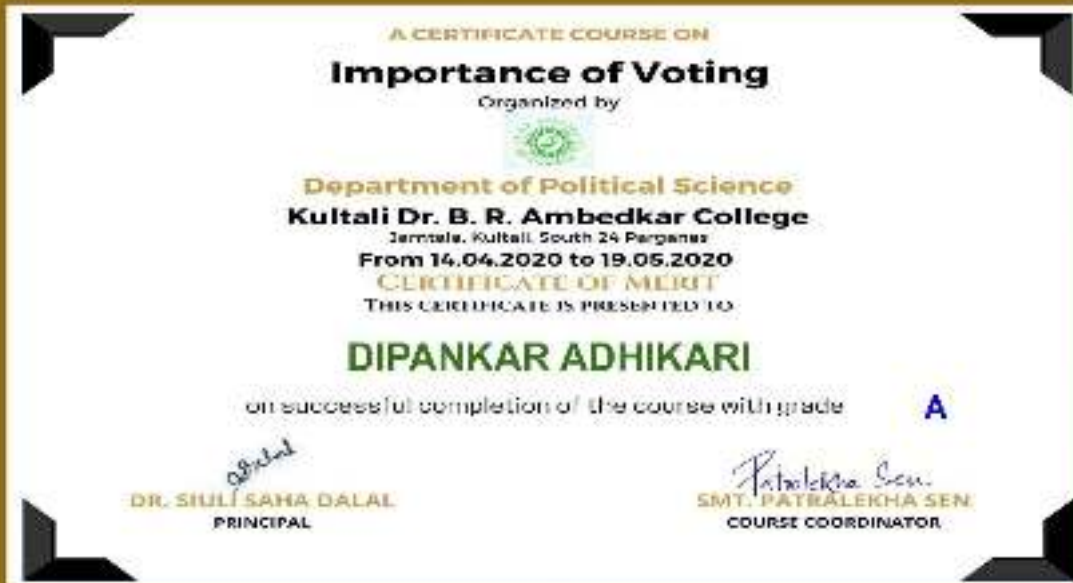 A CERTIFICATE COURSE ON
Importance of Voting
Organized by
Department of Political Science
Kultali Dr. B. R. Ambedkar College
Jamtala, Kultali, South 24 Parganas
From 14.04.2020 to 19.05.2020
CERTIFICATE OF MERIT
THIS CERTIFICATE IS PRESENTED TO
DIPANKAR ADHIKARI
on successful completion of the course with grade A
Patralekha Sen.
DR. SIULI SAHA DALAL
SMT. PATRALEKHA SEN
PRINCIPAL
COURSE COORDINATOR